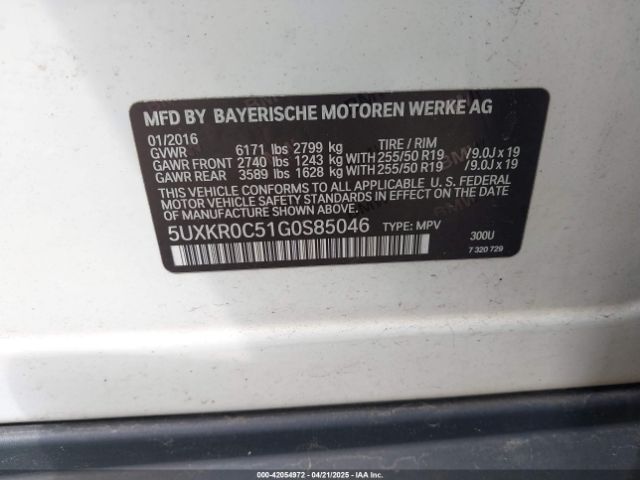 MFD BY BAYERISCHE MOTOREN WERKE AG
01/2016
GVWR 6171 lbs 2799 kg TIRE / RIM
GAWR FRONT 2740 lbs 1243 kg WITH 255/50 R19 /9.0J x 19
GAWR REAR 3589 lbs 1628 kg WITH 255/50 R19 /9.0J x 19
THIS VEHICLE CONFORMS TO ALL APPLICABLE U.S. FEDERAL
MOTOR VEHICLE SAFETY STANDARDS IN EFFECT ON THE
DATE OF MANUFACTURE SHOWN ABOVE.
5UXKR0C51G0S85046 TYPE: MPV
300U
7 320 729
000-42054972 - 04/21/2025 - IAAI, Inc.